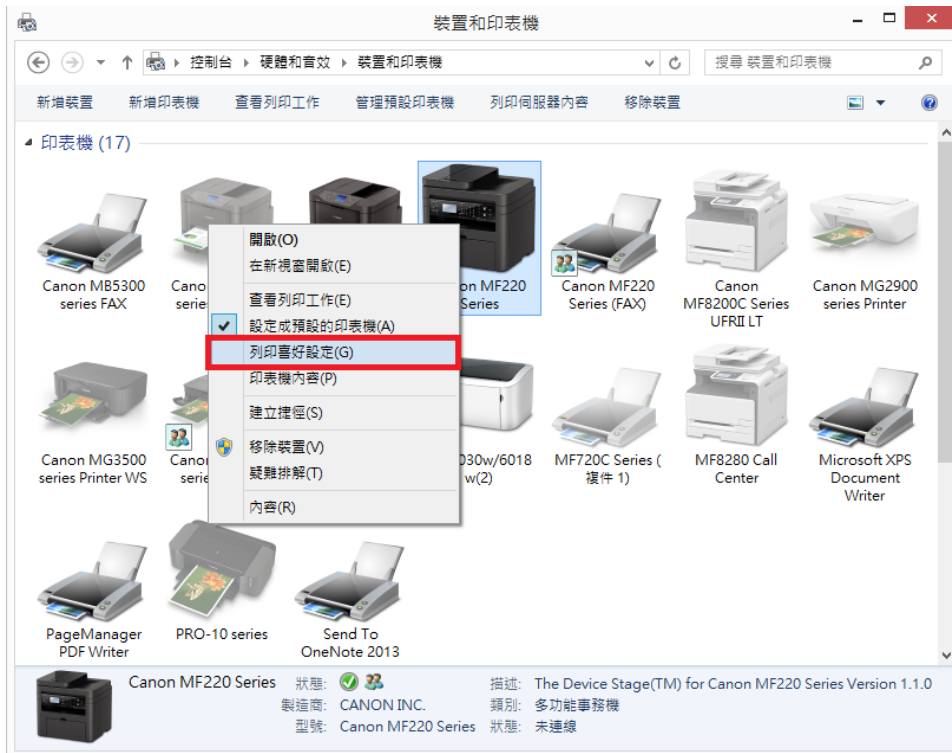 裝置和印表機
控制台 ▸ 硬體和音效 ▸ 裝置和印表機
搜尋 裝置和印表機
新增裝置 新增印表機 查看列印工作 管理預設印表機 列印伺服器內容 移除裝置
印表機 (17)
Canon MB5300
series FAX
Cano
serie
on MF220
Series
Canon MF220
Series (FAX)
Canon
MF8200C Series
UFRII LT
Canon MG2900
series Printer
開啟(O)
在新視窗開啟(E)
查看列印工作(E)
設定成預設的印表機(A)
列印喜好設定(G)
印表機內容(P)
建立捷徑(S)
移除裝置(V)
疑難排解(T)
內容(R)
Canon MG3500
series Printer WS
Canon
serie
030w/6018
w(2)
MF720C Series (
複件 1)
MF8280 Call
Center
Microsoft XPS
Document
Writer
PageManager
PDF Writer
PRO-10 series
Send To
OneNote 2013
Canon MF220 Series 狀態: 描述: The Device Stage(TM) for Canon MF220 Series Version 1.1.0
製造商: CANON INC. 類別: 多功能事務機
型號: Canon MF220 Series 狀態: 未連線